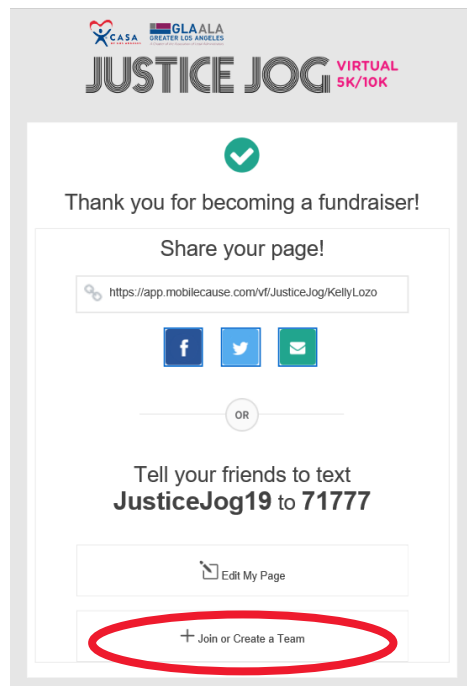 CASA
GLAALA
GREATER LOS ANGELES
JUSTICE JOG VIRTUAL
5K/10K
Thank you for becoming a fundraiser!
Share your page!
https://app.mobilecause.com/vf/JusticeJog/KellyLozo
f
OR
Tell your friends to text
JusticeJog19 to 71777
Edit My Page
+ Join or Create a Team